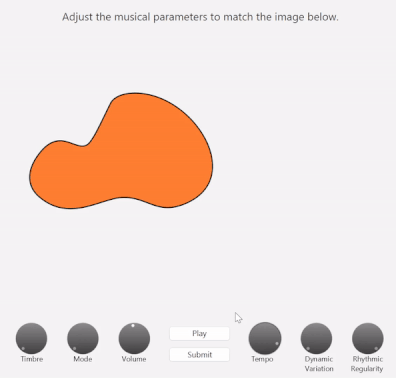 Adjust the musical parameters to match the image below.
Play
Submit
Timbre
Mode
Volume
Tempo
Dynamic
Variation
Rhythmic
Regularity